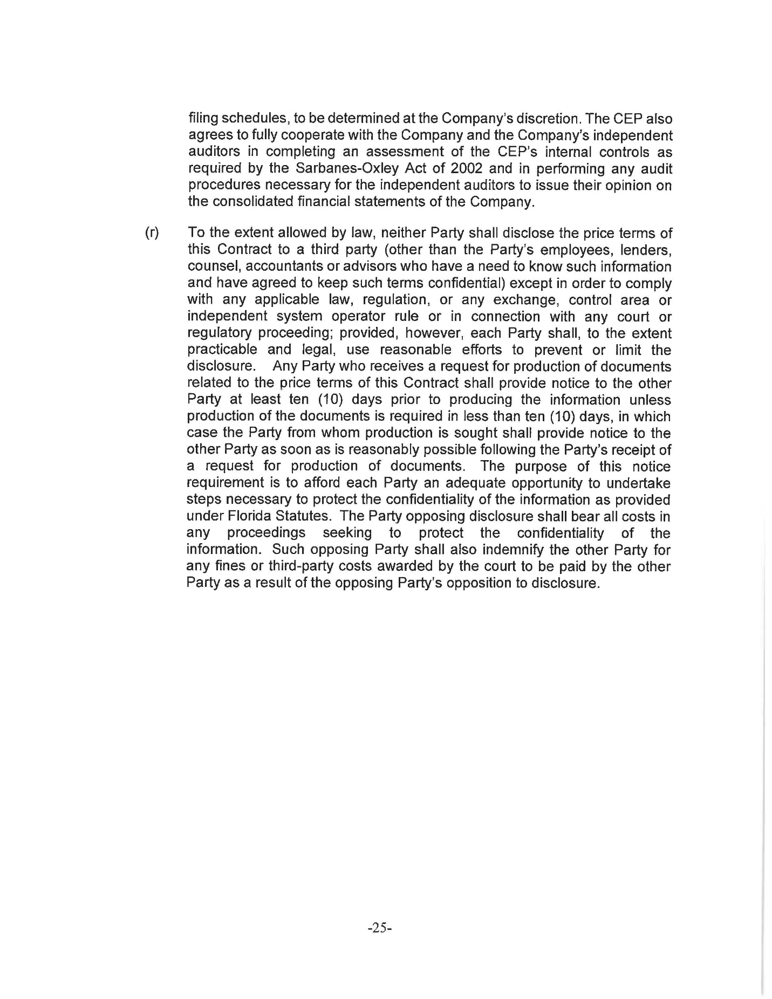 filing schedules, to be determined at the Company's discretion. The CEP also
agrees to fully cooperate with the Company and the Company's independent
auditors in completing an assessment of the CEP's internal controls as
required by the Sarbanes-Oxley Act of 2002 and in performing any audit
procedures necessary for the independent auditors to issue their opinion on
the consolidated financial statements of the Company.
(r) To the extent allowed by law, neither Party shall disclose the price terms of
this Contract to a third party (other than the Party's employees, lenders,
counsel, accountants or advisors who have a need to know such information
and have agreed to keep such terms confidential) except in order to comply
with any applicable law, regulation, or any exchange, control area or
independent system operator rule or in connection with any court or
regulatory proceeding; provided, however, each Party shall, to the extent
practicable and legal, use reasonable efforts to prevent or limit the
disclosure. Any Party who receives a request for production of documents
related to the price terms of this Contract shall provide notice to the other
Party at least ten (10) days prior to producing the information unless
production of the documents is required in less than ten (10) days, in which
case the Party from whom production is sought shall provide notice to the
other Party as soon as is reasonably possible following the Party's receipt of
a request for production of documents. The purpose of this notice
requirement is to afford each Party an adequate opportunity to undertake
steps necessary to protect the confidentiality of the information as provided
under Florida Statutes. The Party opposing disclosure shall bear all costs in
any proceedings seeking to protect the confidentiality of the
information. Such opposing Party shall also indemnify the other Party for
any fines or third-party costs awarded by the court to be paid by the other
Party as a result of the opposing Party's opposition to disclosure.
-25-